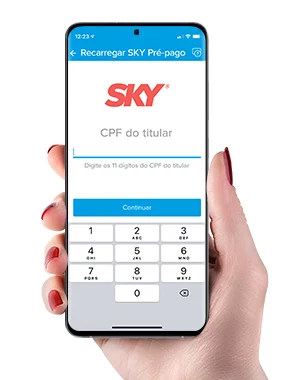 12:23
Recarregar SKY Pré-pago
SKY®
CPF do titular
Digite os 11 dígitos do CPF do titular
Continuar
1 2 3
ABC DEF
4 5 6
GHI JKL MNO
7 8 9
PQRS TUV WXYZ
0